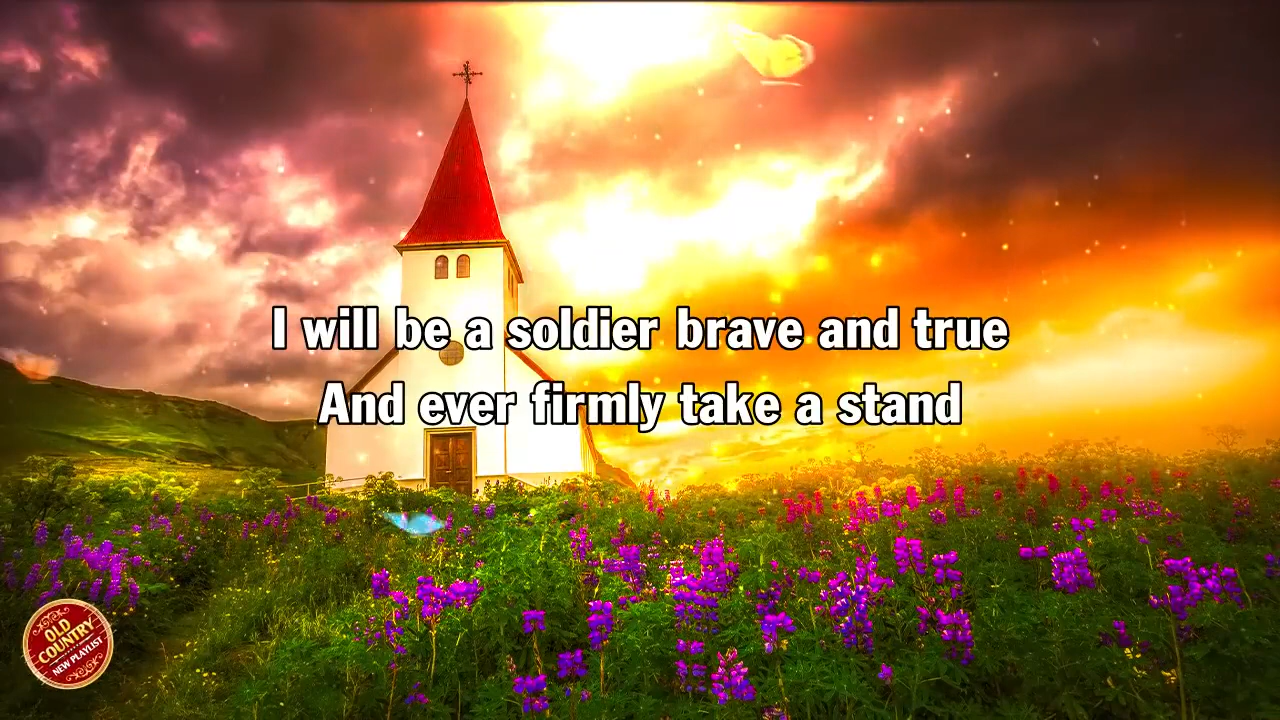 I will be a soldier brave and true
And ever firmly take a stand
OLD
COUNTRY
NEW PLAYLIST